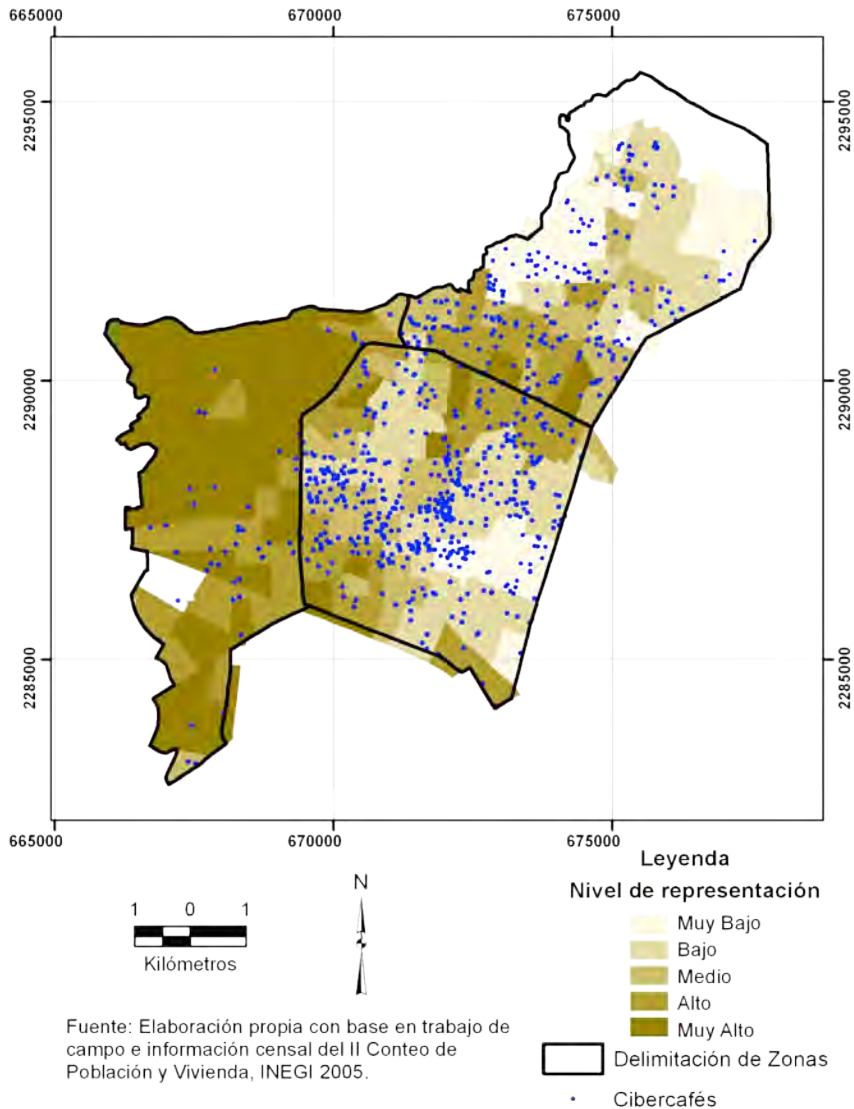 665000 670000 675000
2295000 2295000
2290000 2290000
2285000 2285000
665000 670000 675000
Leyenda
Nivel de representación
Muy Bajo
Bajo
Medio
Alto
Muy Alto
Delimitación de Zonas
Cibercafés
N
1 0 1
Kilómetros
Fuente: Elaboración propia con base en trabajo de
campo e información censal del II Conteo de
Población y Vivienda, INEGI 2005.